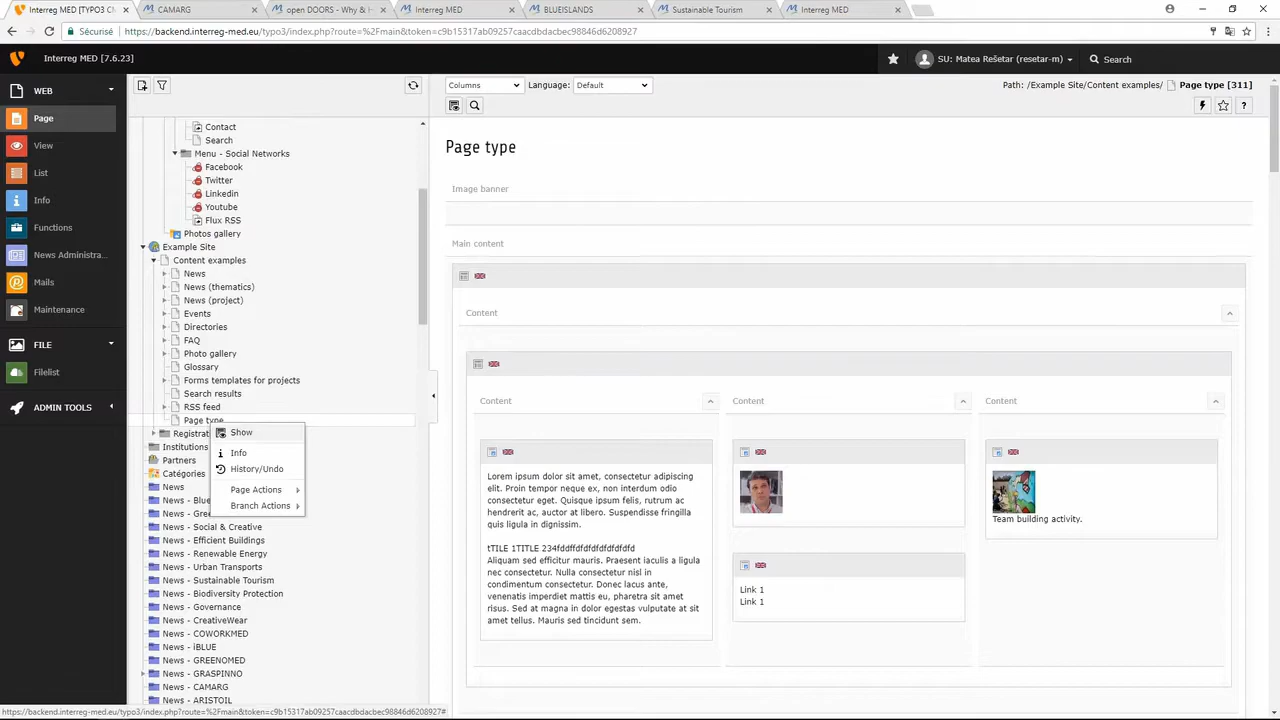 Interreg MED [TYPO3 C
CAMARG
open DOORS - Why & H
Interreg MED
BLUEISLANDS
Sustainable Tourism
Interreg MED
Sécurisé
https://backend.interreg-med.eu/typo3/index.php?route=%2Fmain&token=c9b15317ab09257caacdbdacbec98846d6208927
Interreg MED [7.6.23]
SU: Matea Rešetar (resetar-m)
Search
WEB
Page
View
List
Info
Functions
News Administra...
Mails
Maintenance
FILE
Filelist
ADMIN TOOLS
Contact
Search
Menu - Social Networks
Facebook
Twitter
Linkedin
Youtube
Flux RSS
Photos gallery
Example Site
Content examples
News
News (thematics)
News (project)
Events
Directories
FAQ
Photo gallery
Glossary
Forms templates for projects
Search results
RSS feed
Page type
Registrat
Institutions
Partners
Catégories
News
News - Blu
News - Gre
News - Social & Creative
News - Efficient Buildings
News - Renewable Energy
News - Urban Transports
News - Sustainable Tourism
News - Biodiversity Protection
News - Governance
News - CreativeWear
News - COWORKMED
News - iBLUE
News - GREENOMED
News - GRASPINNO
News - CAMARG
News - ARISTOIL
Show
Info
History/Undo
Page Actions
Branch Actions
Columns
Language:
Default
Path: /Example Site/Content examples/
Page type [311]
?
Page type
Image banner
Main content
Content
Content
Lorem ipsum dolor sit amet, consectetur adipiscing
elit. Proin tempor neque ex, non interdum odio
consectetur eget. Quisque ipsum felis, rutrum ac
hendrerit ac, auctor at libero. Suspendisse fringilla
quis ligula in dignissim.
tTILE 1TITLE 234fddffdfdfdfdfdfdfd
Aliquam sed efficitur mauris. Praesent iaculis a ligula
nec consectetur. Nulla consectetur nisl in
condimentum consectetur. Donec lacus ante,
venenatis imperdiet mattis eu, pharetra sit amet
risus. Sed at magna in dolor egestas vulputate at sit
amet tellus. Mauris sed tincidunt sem.
Content
Link 1
Link 1
Content
Team building activity.
https://backend.interreg-med.eu/typo3/index.php?route=%2Fmain&token=c9b15317ab09257caacdbdacbec98846d6208927#